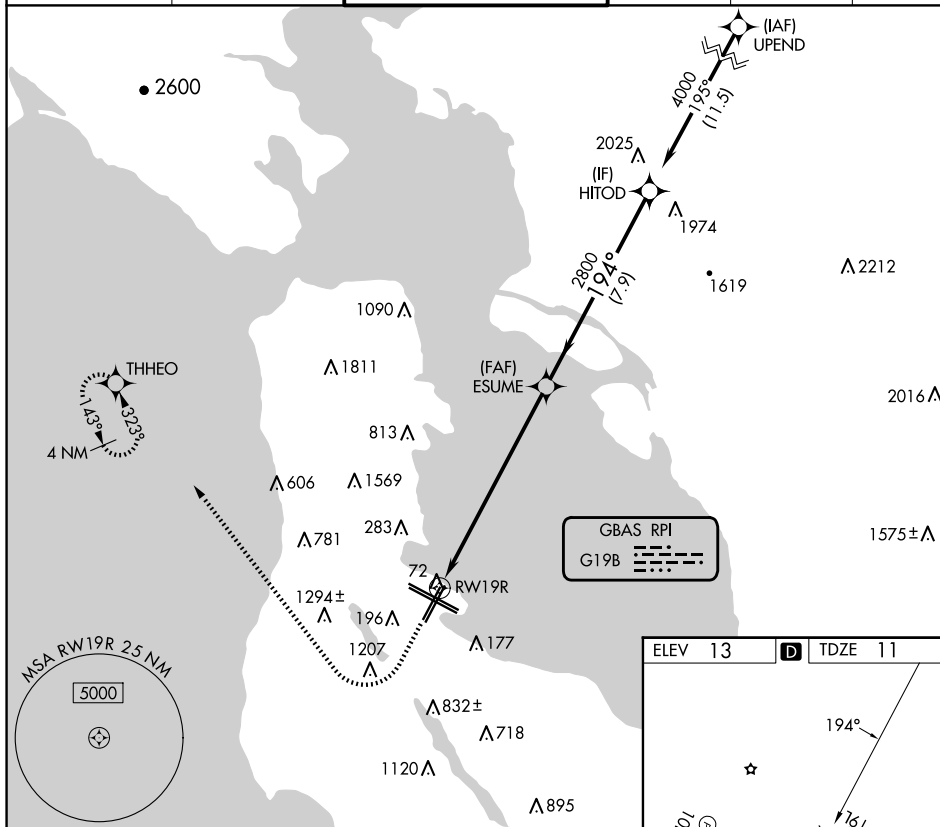 (IAF)
UPEND
2600
4000
195°
(11.5)
2025
(IF)
HITOD
1974
2212
1619
2800
194°
(7.9)
1090
1811
(FAF)
ESUME
THHEO
143°
323°
4 NM
2016
813
606
1569
283
781
GBAS RPI
G19B
1575±
72
RW19R
1294±
196
1207
177
MSA RW19R 25 NM
5000
832±
718
1120
895
ELEV 13
D
TDZE 11
194°